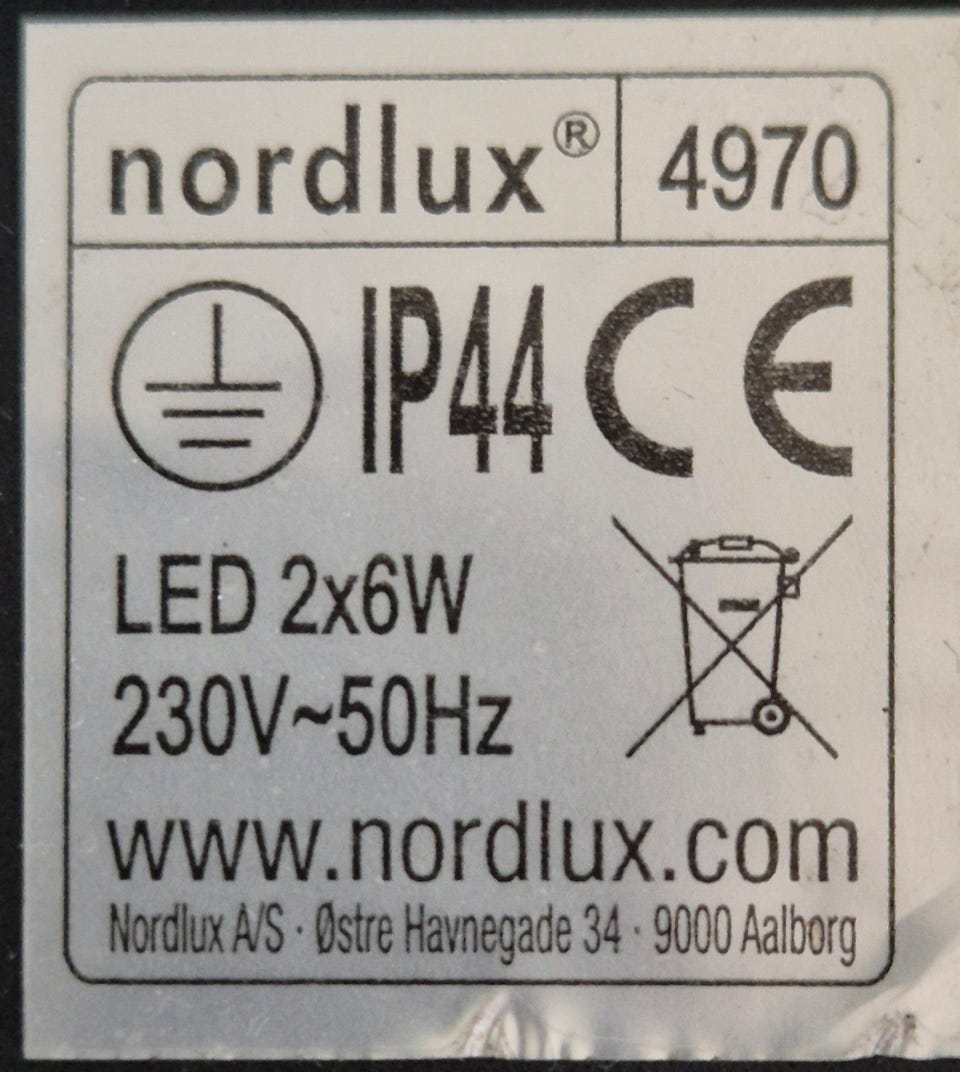 nordlux® 4970
IP44 CE
LED 2x6W
230V~50Hz
www.nordlux.com
Nordlux A/S · Østre Havnegade 34 · 9000 Aalborg